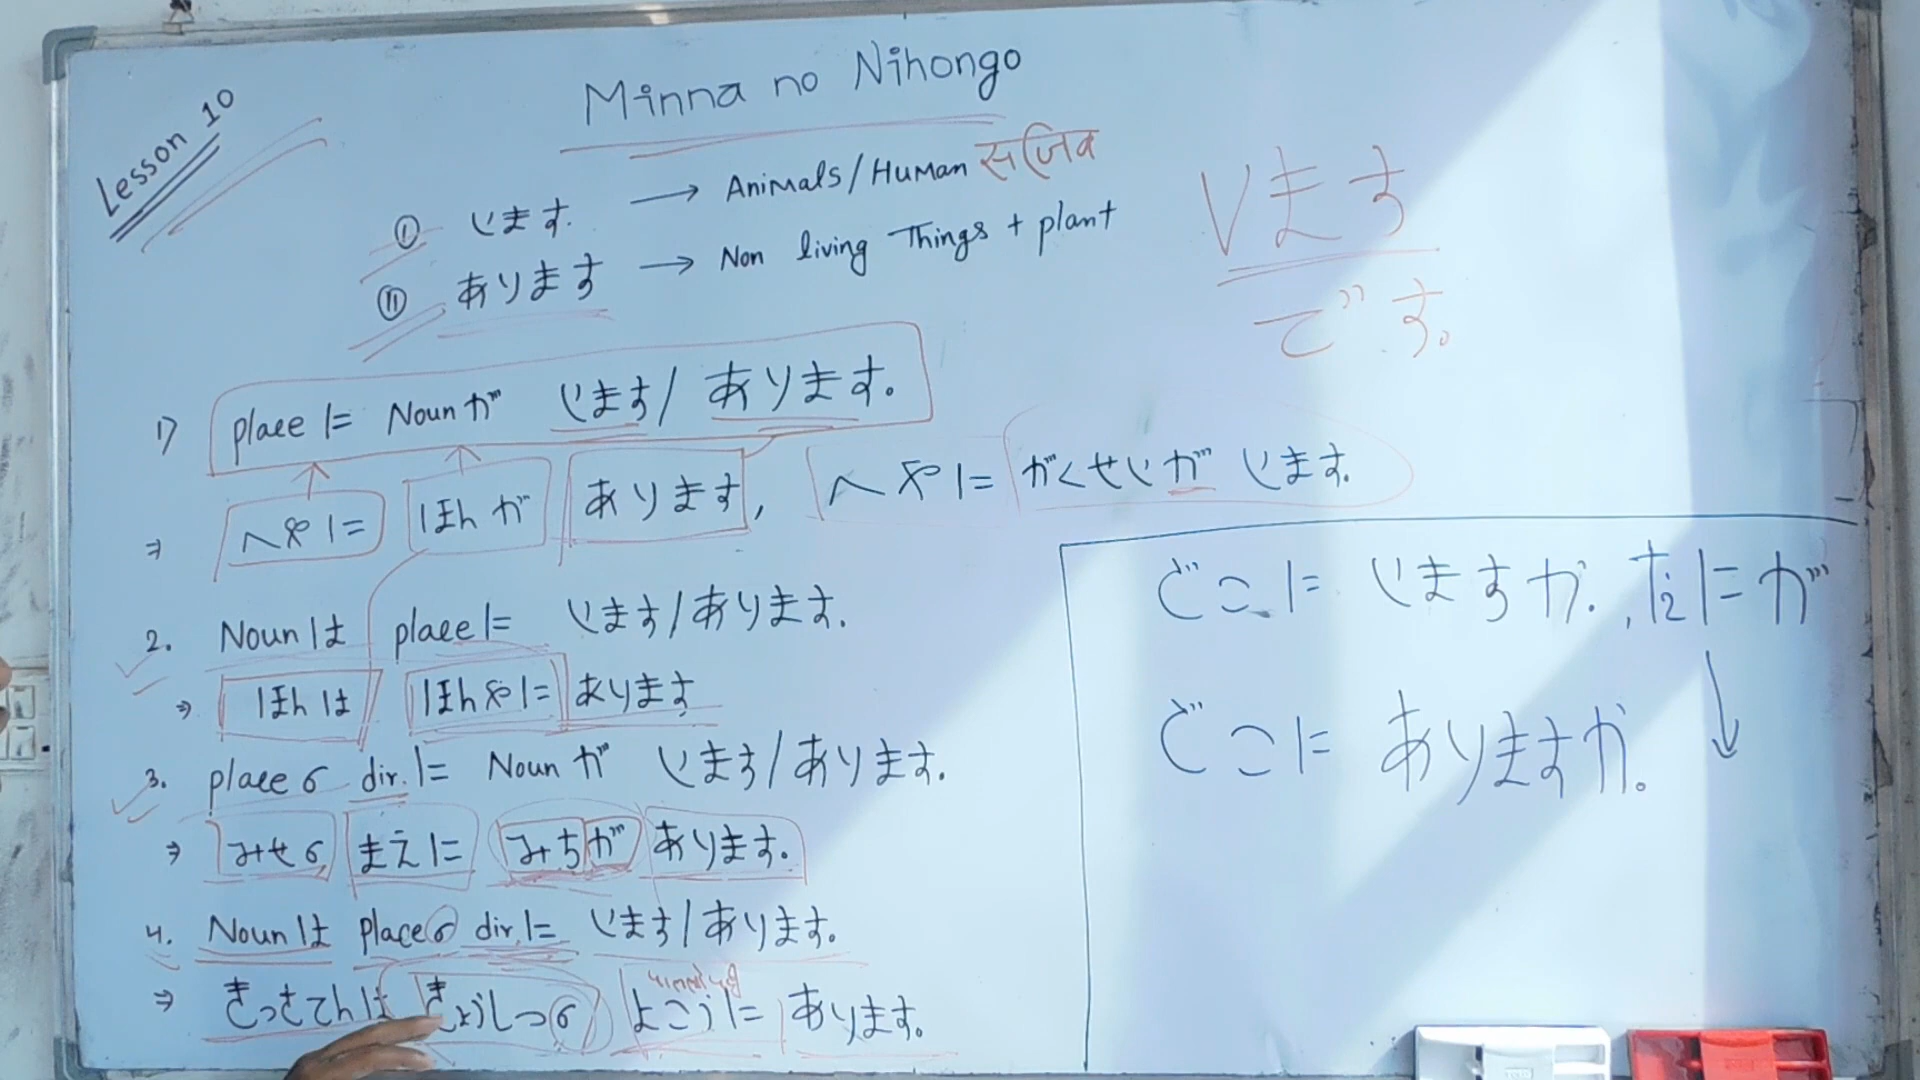 Lesson 10
Minna no Nihongo
① います. → Animals/Human सजिव
② あります → Non living Things + plant
Vます
です。
1) place に Noun が います/ あります。
⇒ へやに ほんが あります, へやに がくせいが います.
2. Noun は place に います/あります.
⇒ ほんは ほんやに あります
3. place の dir. に Noun が います/あります.
⇒ みせの まえに みちが あります.
4. Noun は place の dir. に います/あります.
⇒ きっさてんは きょうしつの よこうに あります。
どこに いますか. , なに が
どこに ありますか。